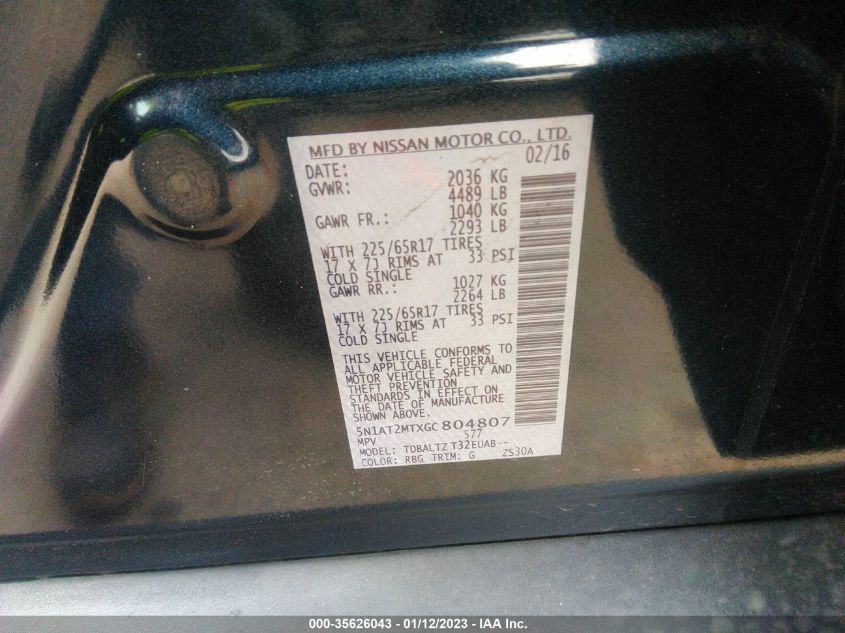 MFD BY NISSAN MOTOR CO., LTD.
DATE: 02/16
GVWR: 2036 KG
4489 LB
GAWR FR.: 1040 KG
2293 LB
WITH 225/65R17 TIRES
17 X 7J RIMS AT 33 PSI
COLD SINGLE
GAWR RR.: 1027 KG
2264 LB
WITH 225/65R17 TIRES
17 X 7J RIMS AT 33 PSI
COLD SINGLE
THIS VEHICLE CONFORMS TO
ALL APPLICABLE FEDERAL
MOTOR VEHICLE SAFETY AND
THEFT PREVENTION
STANDARDS IN EFFECT ON
THE DATE OF MANUFACTURE
SHOWN ABOVE.
5N1AT2MTXGC804807
MPV 577
MODEL: TDBALTZ T32EUAB--
COLOR: RBG TRIM: G ZS30A
000-35626043 - 01/12/2023 - IAA Inc.